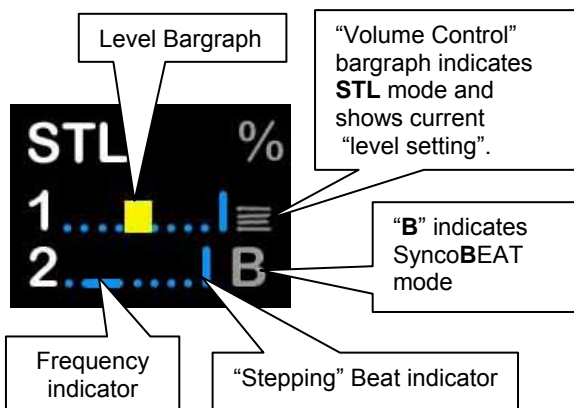 Level Bargraph
“Volume Control”
bargraph indicates
STL mode and
shows current
“level setting”.
STL %
1
2 B
“B” indicates
SyncoBEAT
mode
Frequency
indicator
“Stepping” Beat indicator